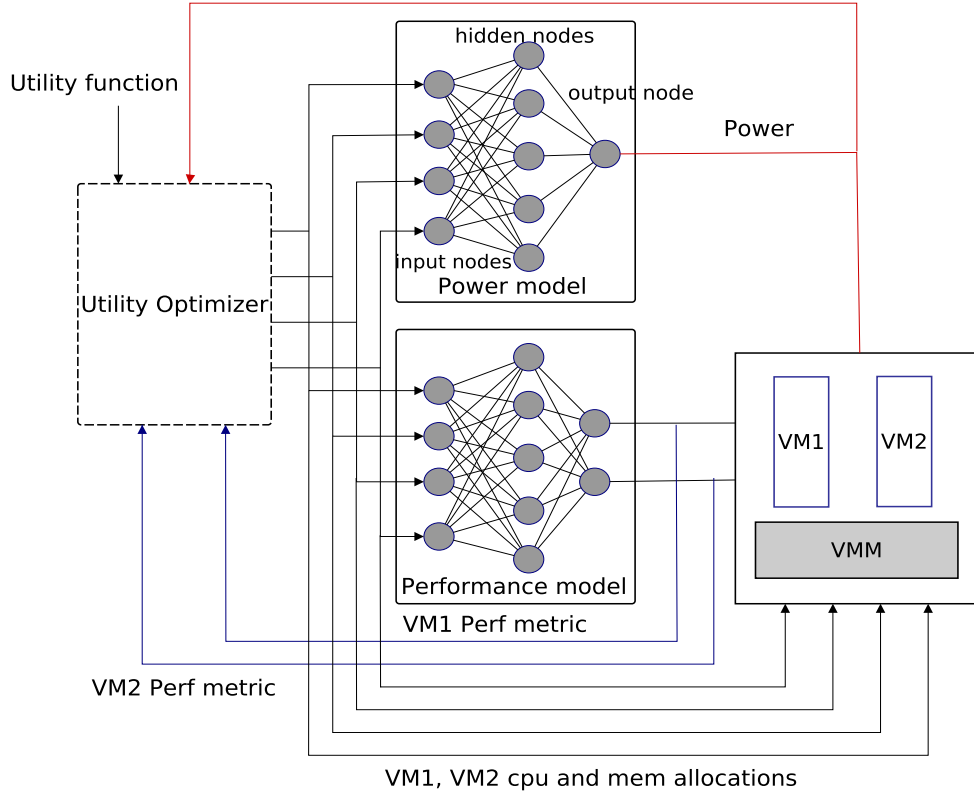 hidden nodes
Utility function
output node
Power
input nodes
Power model
Utility Optimizer
VM1
VM2
VMM
Performance model
VM1 Perf metric
VM2 Perf metric
VM1, VM2 cpu and mem allocations